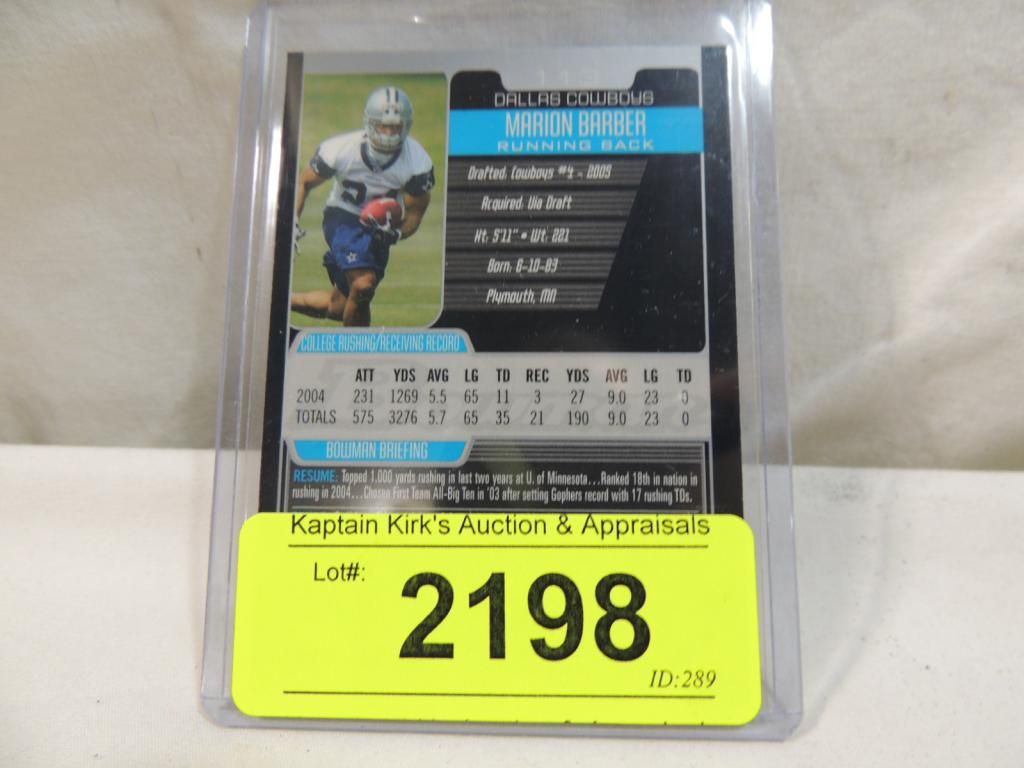 113
DALLAS COWBOYS
MARION BARBER
RUNNING BACK
Drafted: Cowboys #4 - 2005
Acquired: Via Draft
Ht: 5'11" • Wt: 221
Born: 6-10-83
Plymouth, MN
COLLEGE RUSHING/RECEIVING RECORD
ATT YDS AVG LG TD REC YDS AVG LG TD
2004 231 1269 5.5 65 11 3 27 9.0 23 0
TOTALS 575 3276 5.7 65 35 21 190 9.0 23 0
BOWMAN BRIEFING
RESUME: Topped 1,000 yards rushing in last two years at U. of Minnesota...Ranked 18th in nation in
rushing in 2004...Chosen First Team All-Big Ten in '03 after setting Gophers record with 17 rushing TDs.
Kaptain Kirk's Auction & Appraisals
Lot#:
2198
ID:289